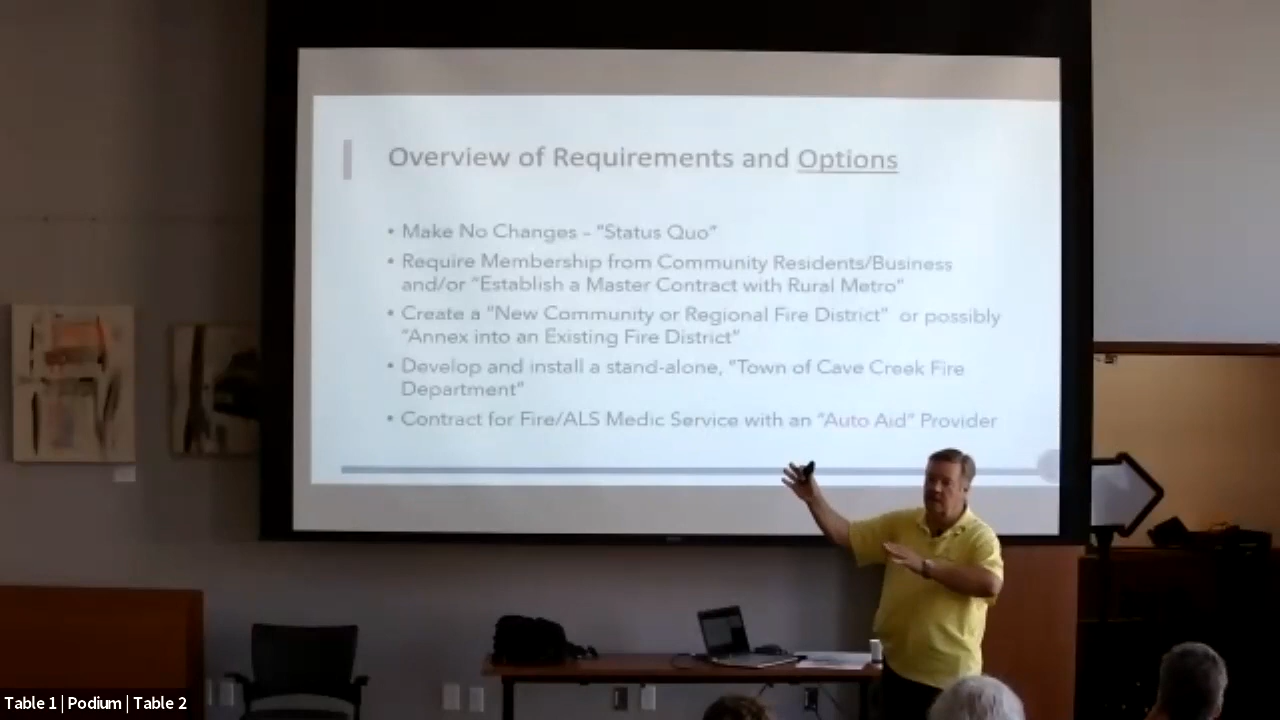 Overview of Requirements and Options
• Make No Changes – "Status Quo"
• Require Membership from Community Residents/Business
and/or "Establish a Master Contract with Rural Metro"
• Create a "New Community or Regional Fire District" or possibly
"Annex into an Existing Fire District"
• Develop and install a stand-alone, "Town of Cave Creek Fire
Department"
• Contract for Fire/ALS Medic Service with an "Auto Aid" Provider
Table 1 | Podium | Table 2